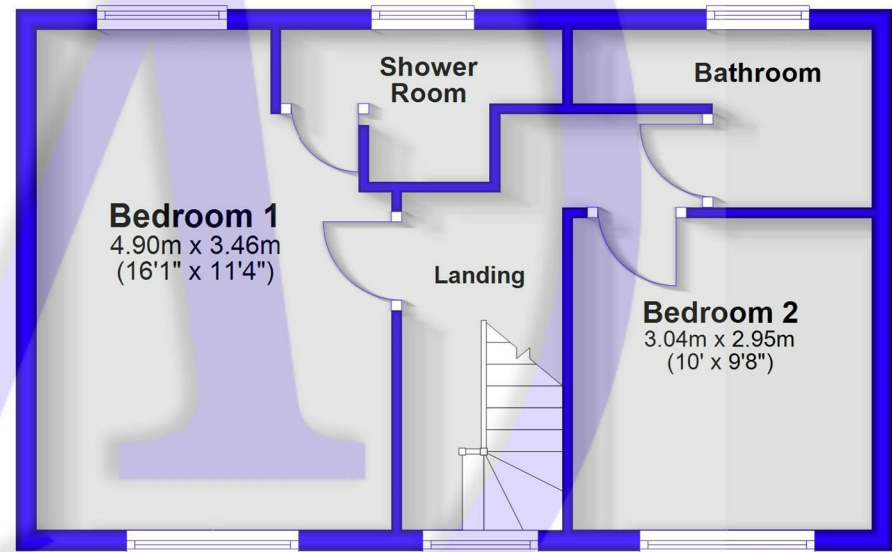 Shower
Room
Bathroom
Bedroom 1
4.90m x 3.46m
(16'1" x 11'4")
Landing
Bedroom 2
3.04m x 2.95m
(10' x 9'8")